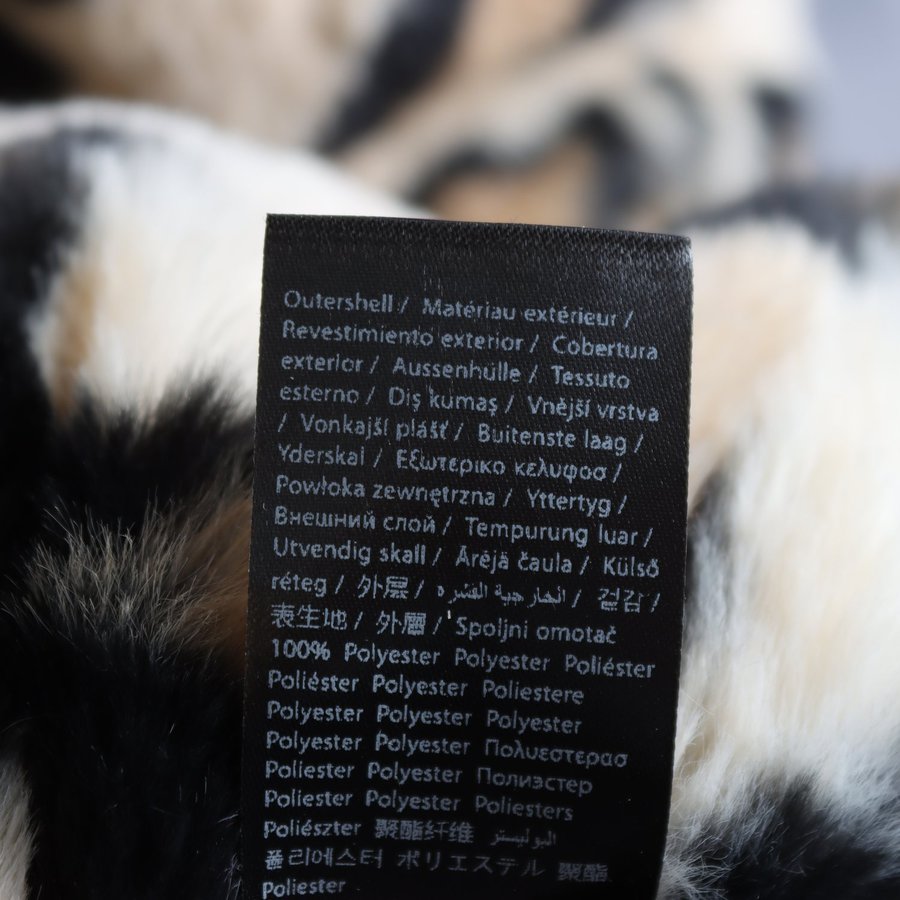 Outershell / Matériau extérieur /
Revestimiento exterior / Cobertura
exterior / Aussenhülle / Tessuto
esterno / Dış kumaş / Vnější vrstva
/ Vonkajší plášť / Buitenste laag /
Yderskal / Εξωτερικο κελυφοσ /
Powłoka zewnętrzna / Yttertyg /
Внешний слой / Tempurung luar /
Utvendig skall / Ārējā čaula / Külső
réteg / 外层 / الخارجية القشره / 겉감 /
表生地 / 外層 / Spoljni omotač
100% Polyester Polyester Poliéster
Poliéster Polyester Poliestere
Polyester Polyester Polyester
Polyester Polyester Πολυεστερασ
Poliester Polyester Полиэстер
Poliester Polyester Poliesters
Poliészter 聚酯纤维 البوليستر
폴리에스터 ポリエステル 聚酯
Poliester